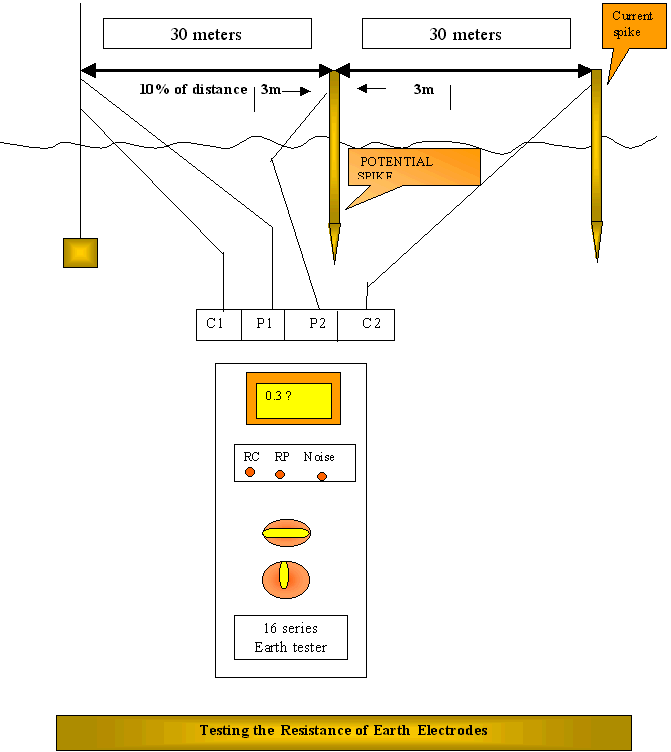 Current
spike
30 meters
30 meters
10% of distance
3m
3m
POTENTIAL
SPIKE
C1
P1
P2
C2
0.3 ?
RC
RP
Noise
16 series
Earth tester
Testing the Resistance of Earth Electrodes